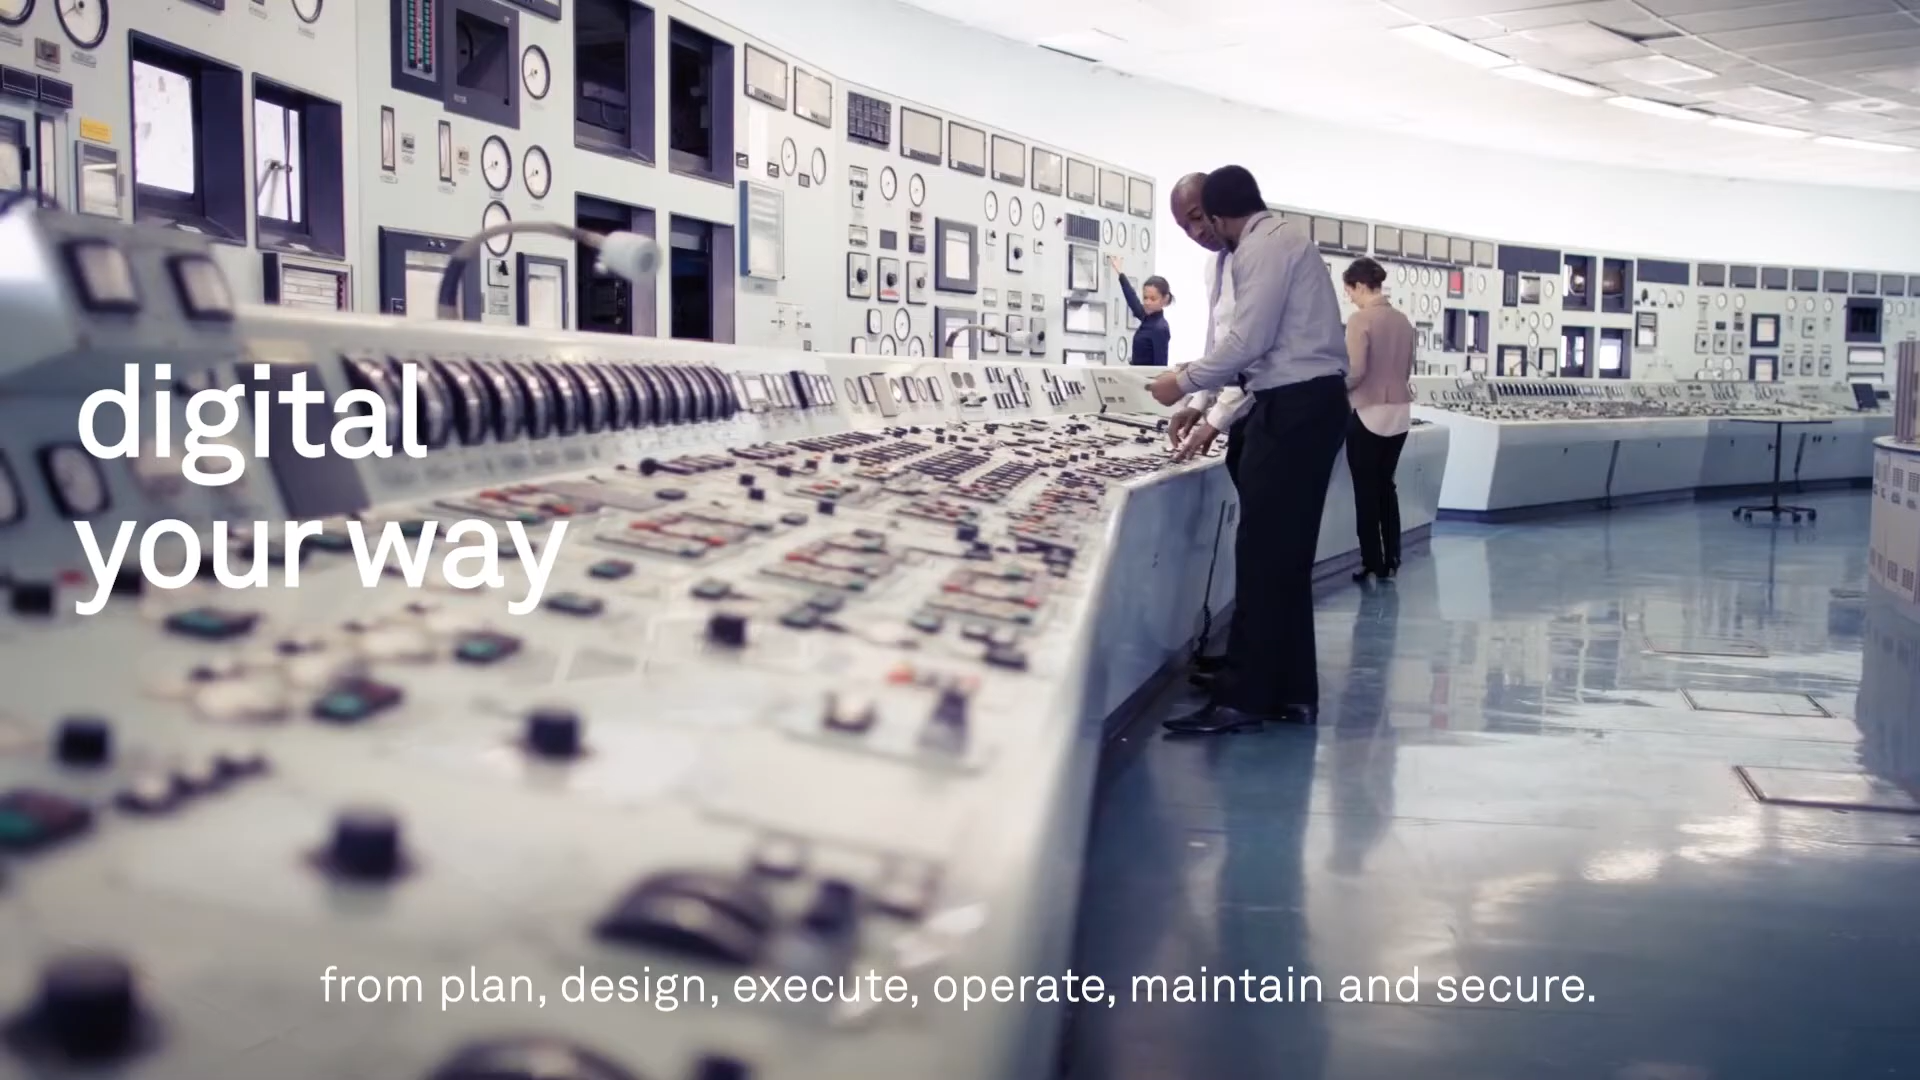 digital
your way
from plan, design, execute, operate, maintain and secure.